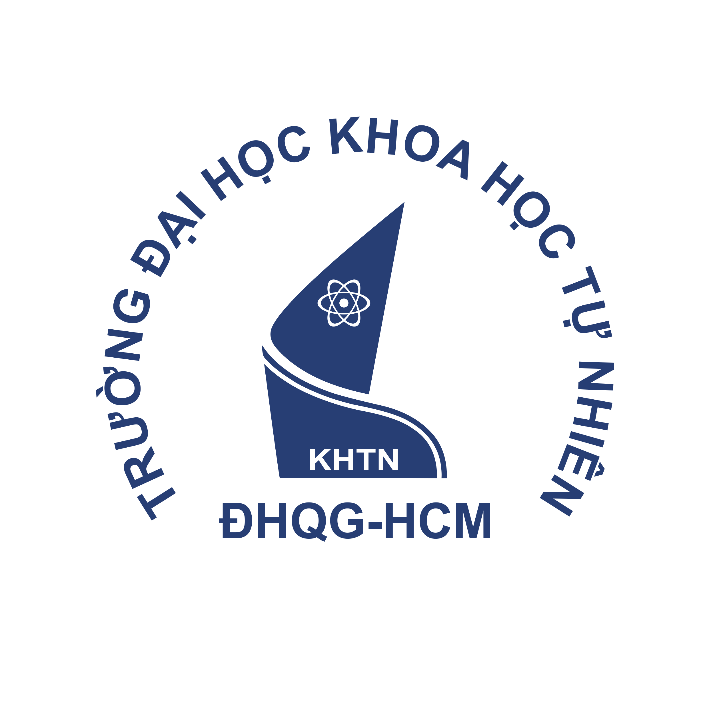 TRƯỜNG ĐẠI HỌC KHOA HỌC TỰ NHIÊN
KHTN
ĐHQG-HCM